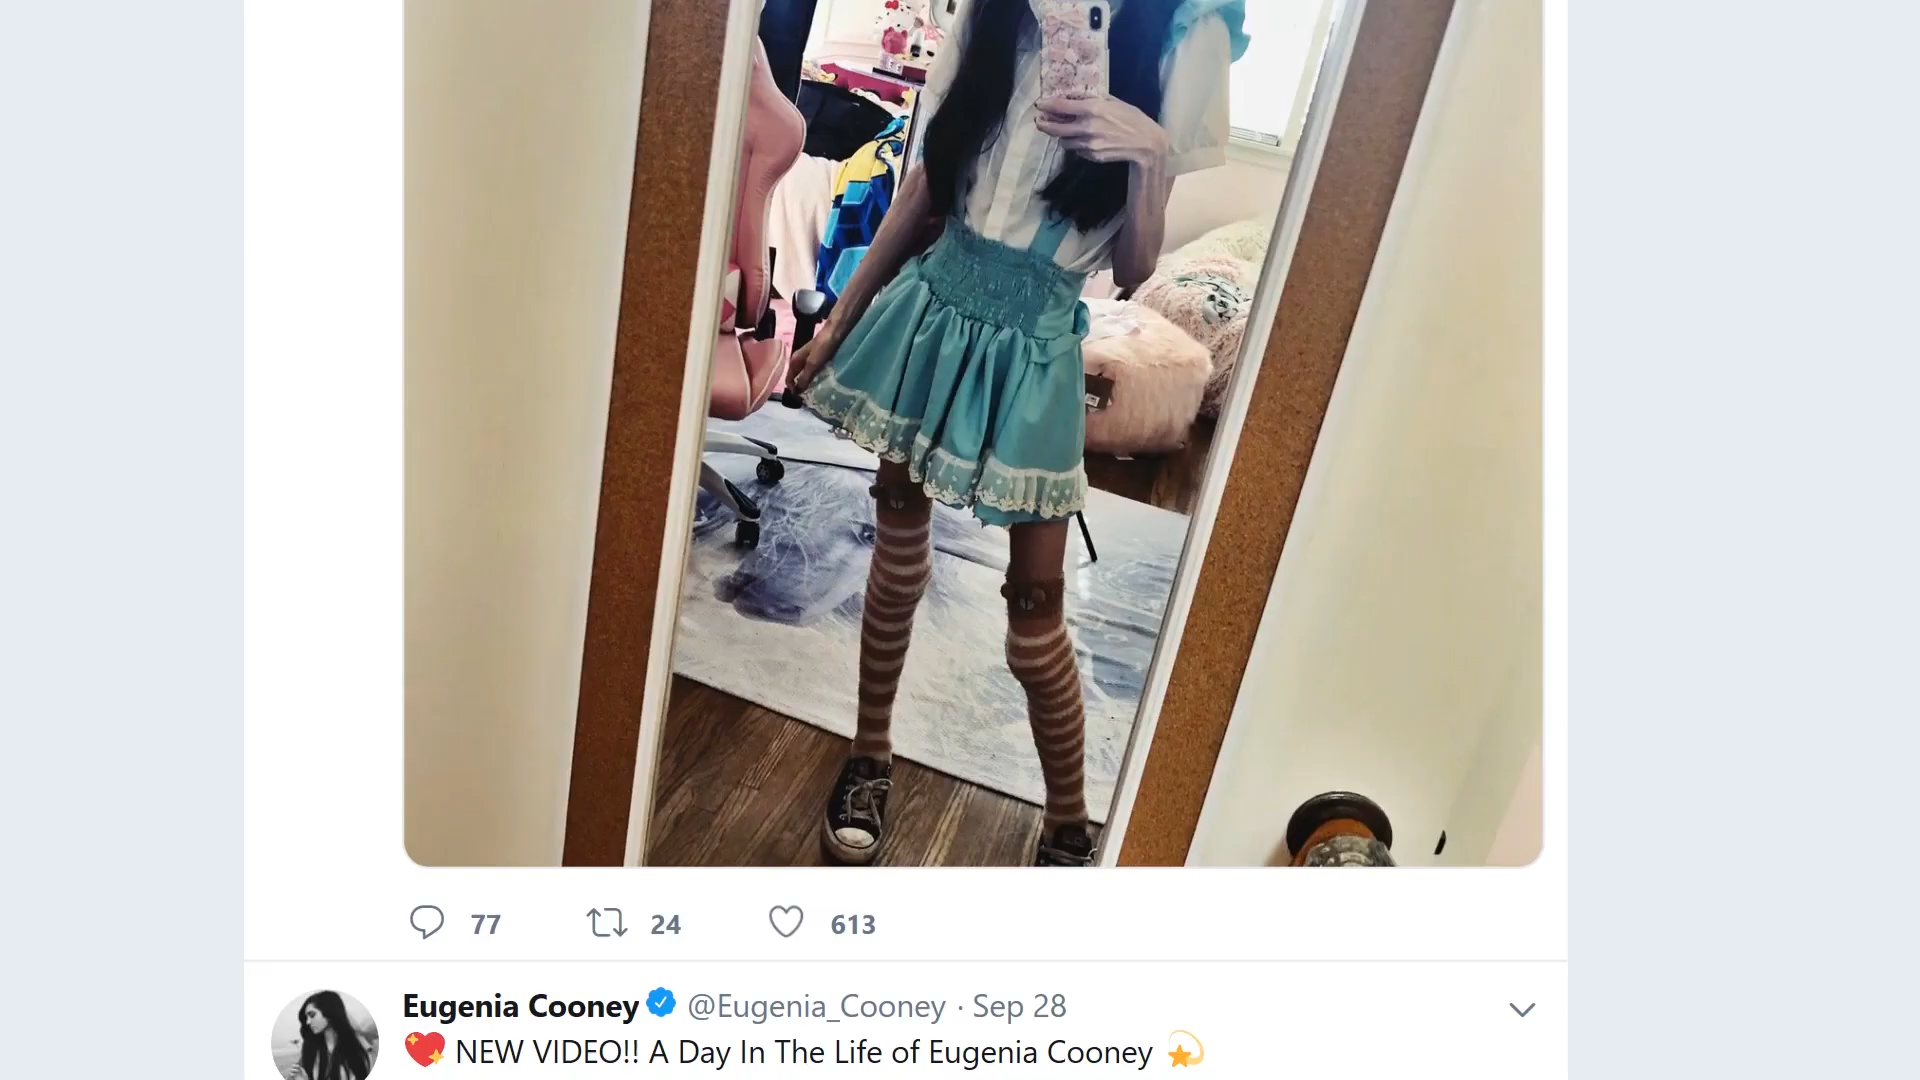 77 24 613
Eugenia Cooney @Eugenia_Cooney · Sep 28
NEW VIDEO!! A Day In The Life of Eugenia Cooney